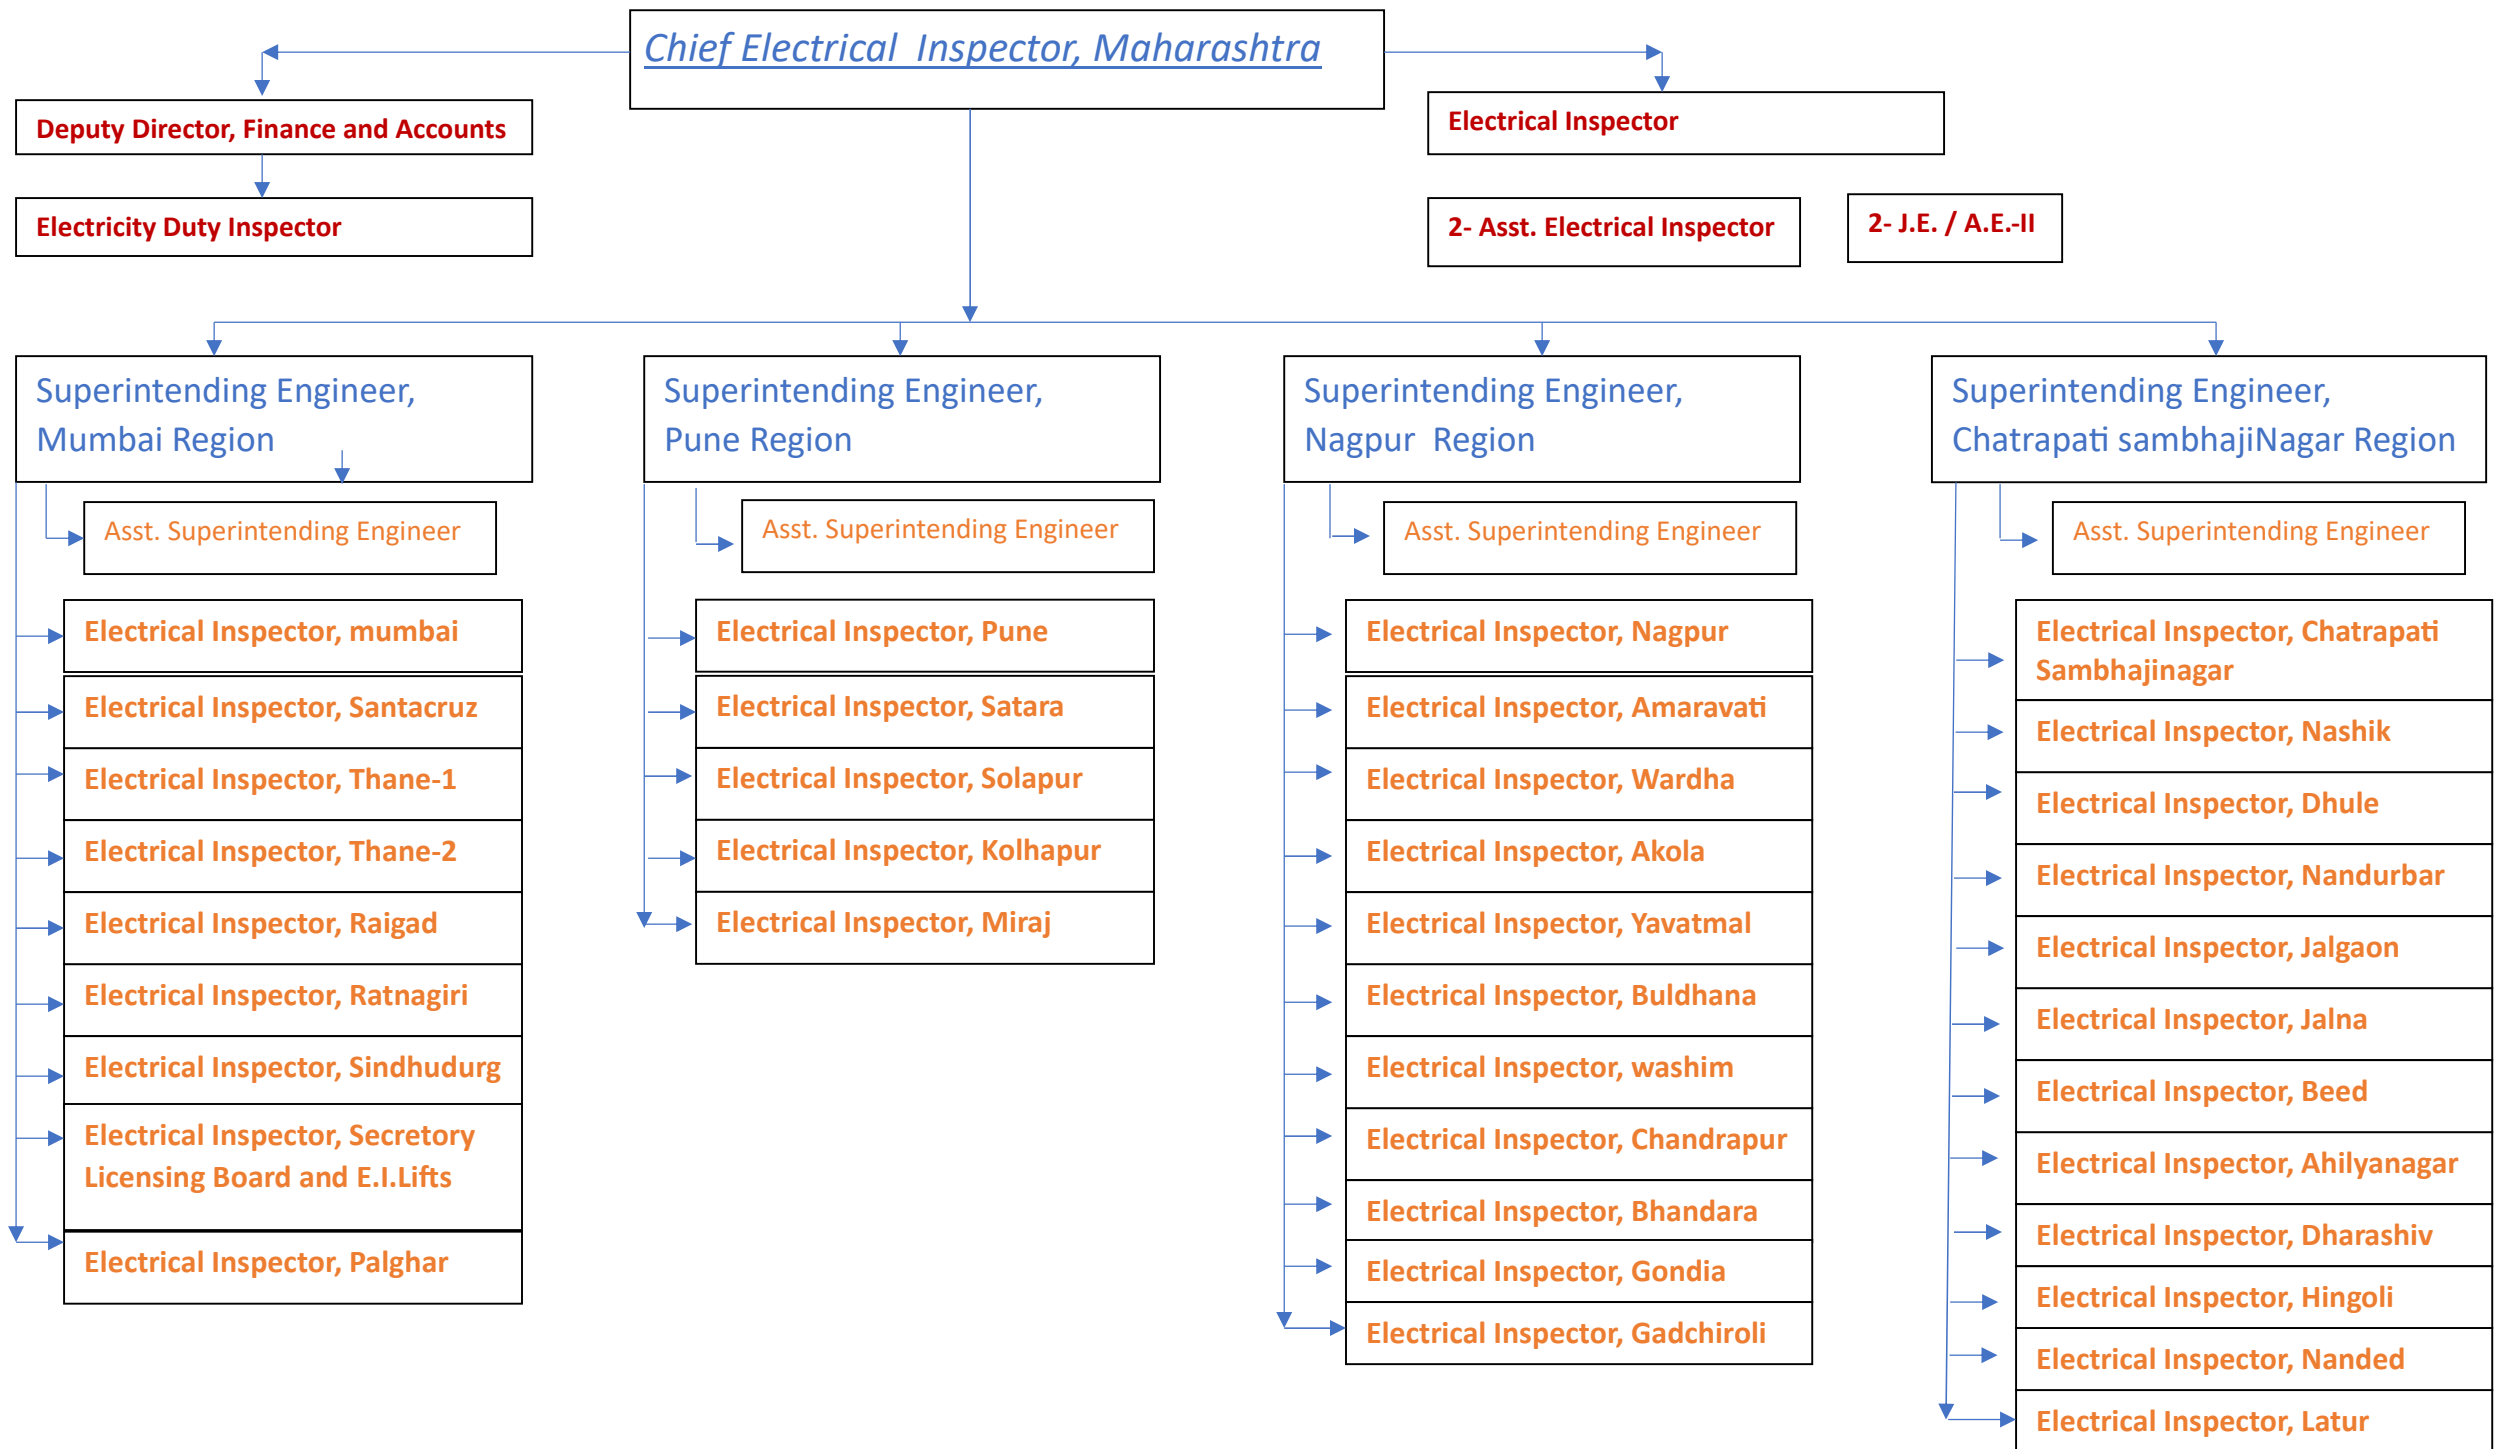 Chief Electrical  Inspector, Maharashtra
Deputy Director, Finance and Accounts
Electrical Inspector
Electricity Duty Inspector
2- Asst. Electrical Inspector
2- J.E. / A.E.-II
Superintending Engineer,
Mumbai Region
Asst. Superintending Engineer
Electrical Inspector, mumbai
Electrical Inspector, Santacruz
Electrical Inspector, Thane-1
Electrical Inspector, Thane-2
Electrical Inspector, Raigad
Electrical Inspector, Ratnagiri
Electrical Inspector, Sindhudurg
Electrical Inspector, Secretory
Licensing Board and E.I.Lifts
Electrical Inspector, Palghar
Superintending Engineer,
Pune Region
Asst. Superintending Engineer
Electrical Inspector, Pune
Electrical Inspector, Satara
Electrical Inspector, Solapur
Electrical Inspector, Kolhapur
Electrical Inspector, Miraj
Superintending Engineer,
Nagpur  Region
Asst. Superintending Engineer
Electrical Inspector, Nagpur
Electrical Inspector, Amaravati
Electrical Inspector, Wardha
Electrical Inspector, Akola
Electrical Inspector, Yavatmal
Electrical Inspector, Buldhana
Electrical Inspector, washim
Electrical Inspector, Chandrapur
Electrical Inspector, Bhandara
Electrical Inspector, Gondia
Electrical Inspector, Gadchiroli
Superintending Engineer,
Chatrapati sambhajiNagar Region
Asst. Superintending Engineer
Electrical Inspector, Chatrapati
Sambhajinagar
Electrical Inspector, Nashik
Electrical Inspector, Dhule
Electrical Inspector, Nandurbar
Electrical Inspector, Jalgaon
Electrical Inspector, Jalna
Electrical Inspector, Beed
Electrical Inspector, Ahilyanagar
Electrical Inspector, Dharashiv
Electrical Inspector, Hingoli
Electrical Inspector, Nanded
Electrical Inspector, Latur